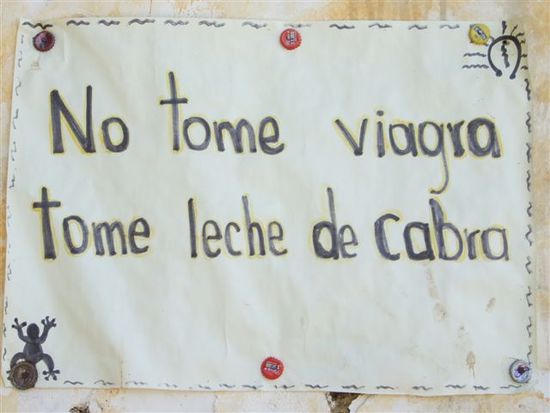 No tome viagra
tome leche de cabra